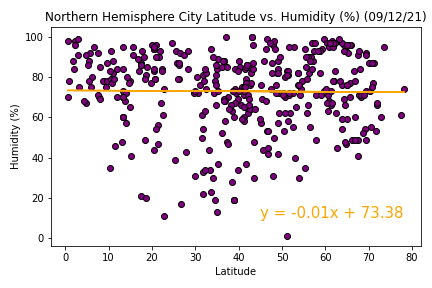 Northern Hemisphere City Latitude vs. Humidity (%) (09/12/21)
100
80
60
40
20
0
Humidity (%)
y = -0.01x + 73.38
0 10 20 30 40 50 60 70 80
Latitude